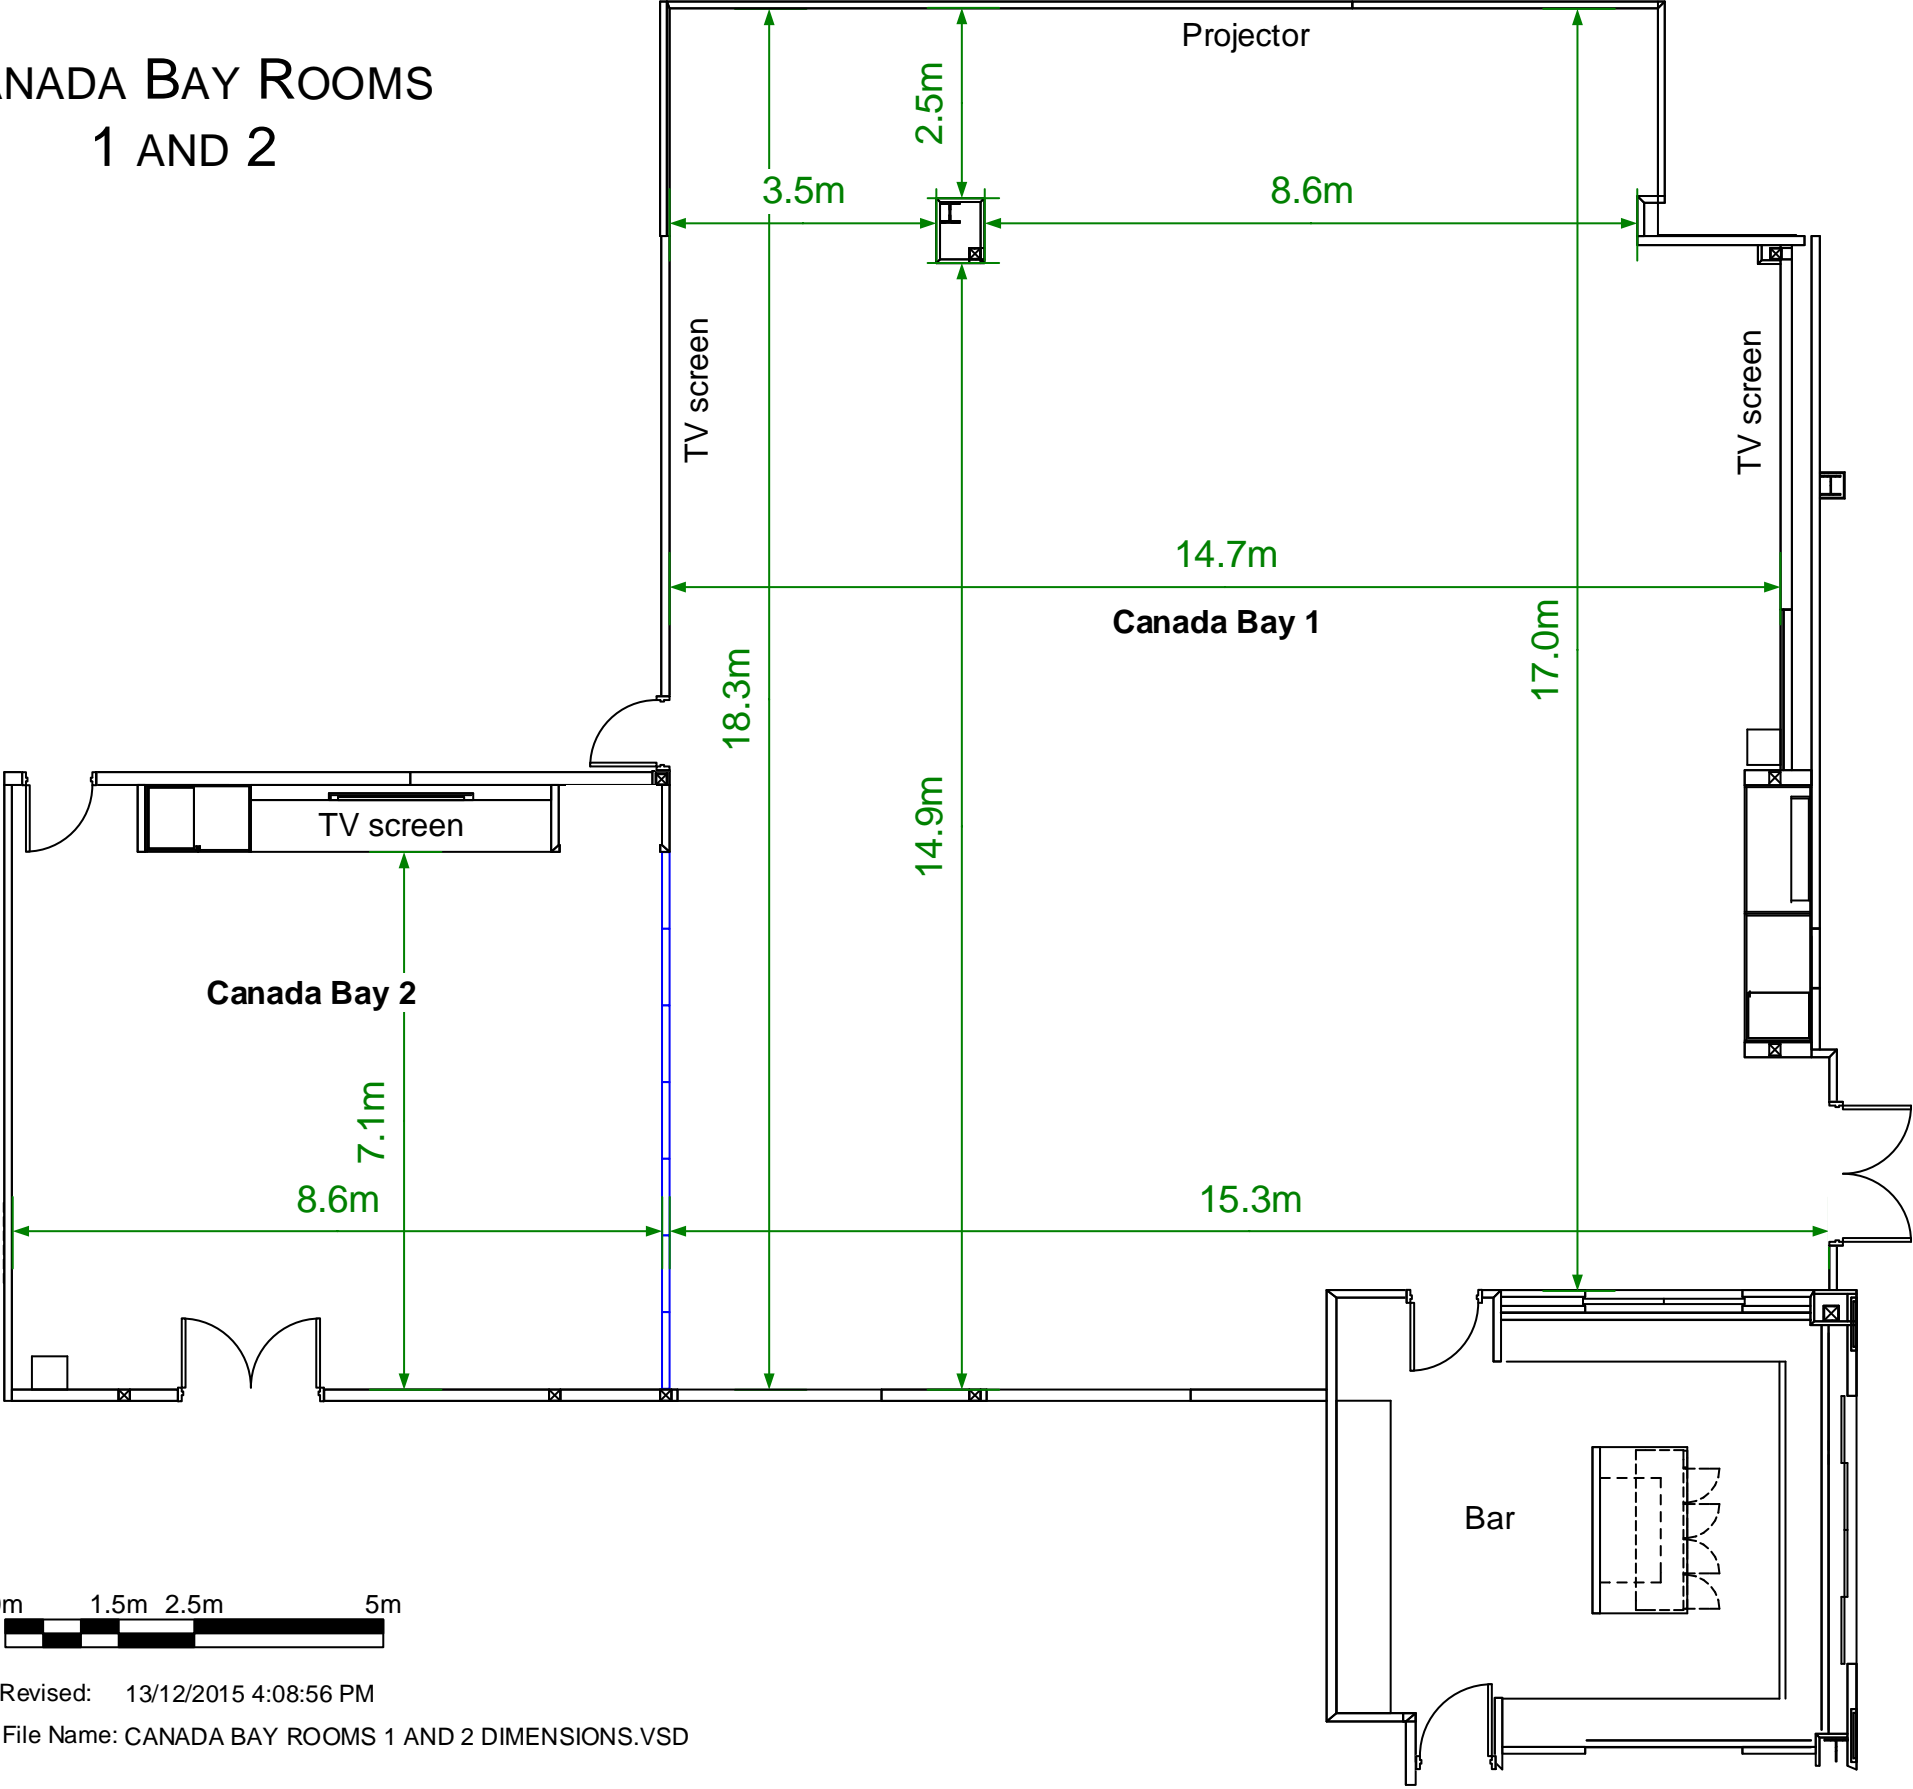 ANADA BAY ROOMS
1 AND 2
Projector
2.5m
3.5m
8.6m
TV screen
TV screen
14.7m
Canada Bay 1
17.0m
18.3m
14.9m
TV screen
Canada Bay 2
7.1m
8.6m
15.3m
Bar
m 1.5m 2.5m 5m
Revised: 13/12/2015 4:08:56 PM
File Name: CANADA BAY ROOMS 1 AND 2 DIMENSIONS.VSD